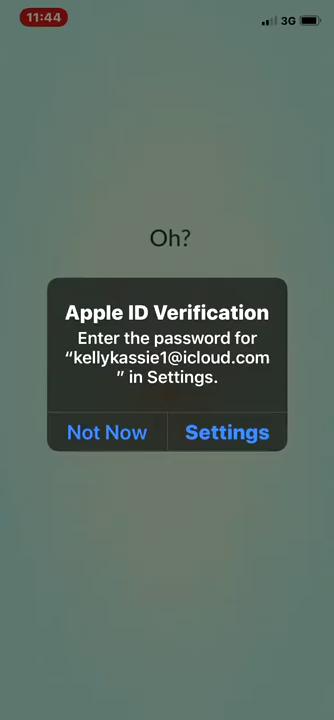 11:44
3G
Oh?
Apple ID Verification
Enter the password for
“kellykassie1@icloud.com
” in Settings.
Not Now
Settings